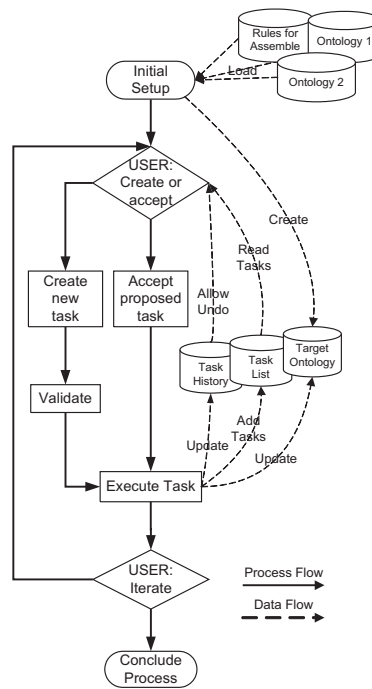 Rules for
Assemble
Ontology 1
Ontology 2
Load
Initial
Setup
USER:
Create or
accept
Create
Create
new
task
Accept
proposed
task
Read
Tasks
Allow
Undo
Task
History
Task
List
Target
Ontology
Validate
Add
Tasks
Update
Update
Execute Task
USER:
Iterate
Process Flow
Data Flow
Conclude
Process